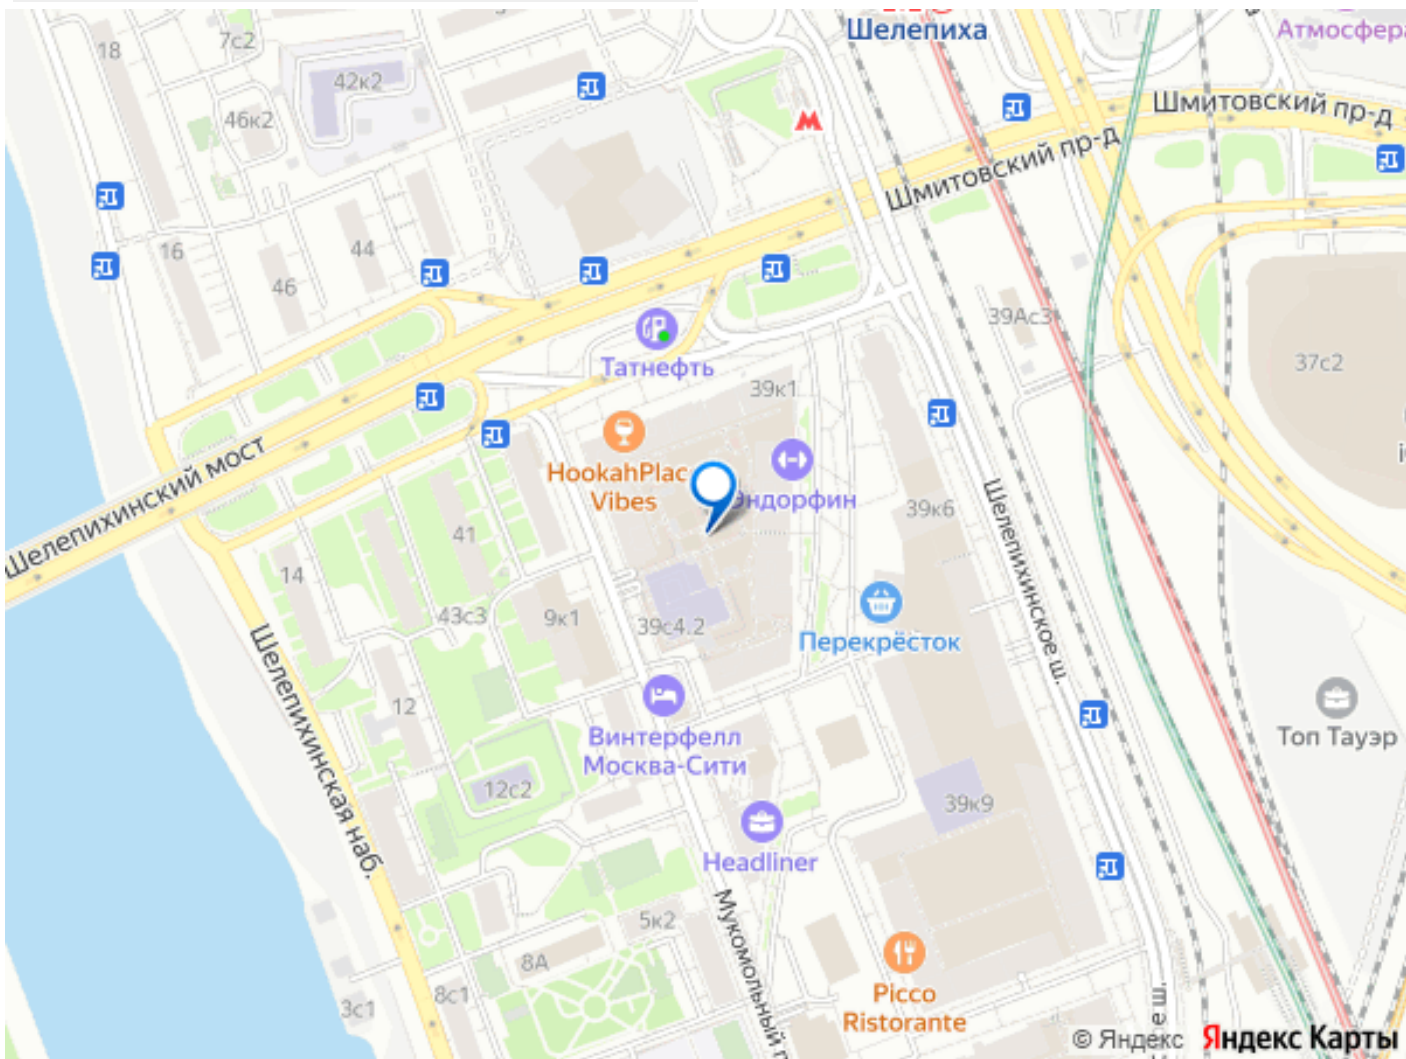 Шелепиха
Атмосфера
18
7с2
42к2
46к2
Шмитовский пр-д
Шмитовский пр-д
16
44
46
39Ас3
37с2
Татнефть
39к1
HookahPlac
Vibes
Эндорфин
39к6
Шелепихинский мост
41
14
43с3
9к1
39с4.2
Перекрёсток
Шелепихинское ш.
Шелепихинская наб.
12
Винтерфелл
Москва-Сити
Топ Тауэр
12с2
39к9
Headliner
5к2
Мукомольный п
8А
8с1
3с1
Picco
Ristorante
е ш.
© Яндекс Яндекс Карты